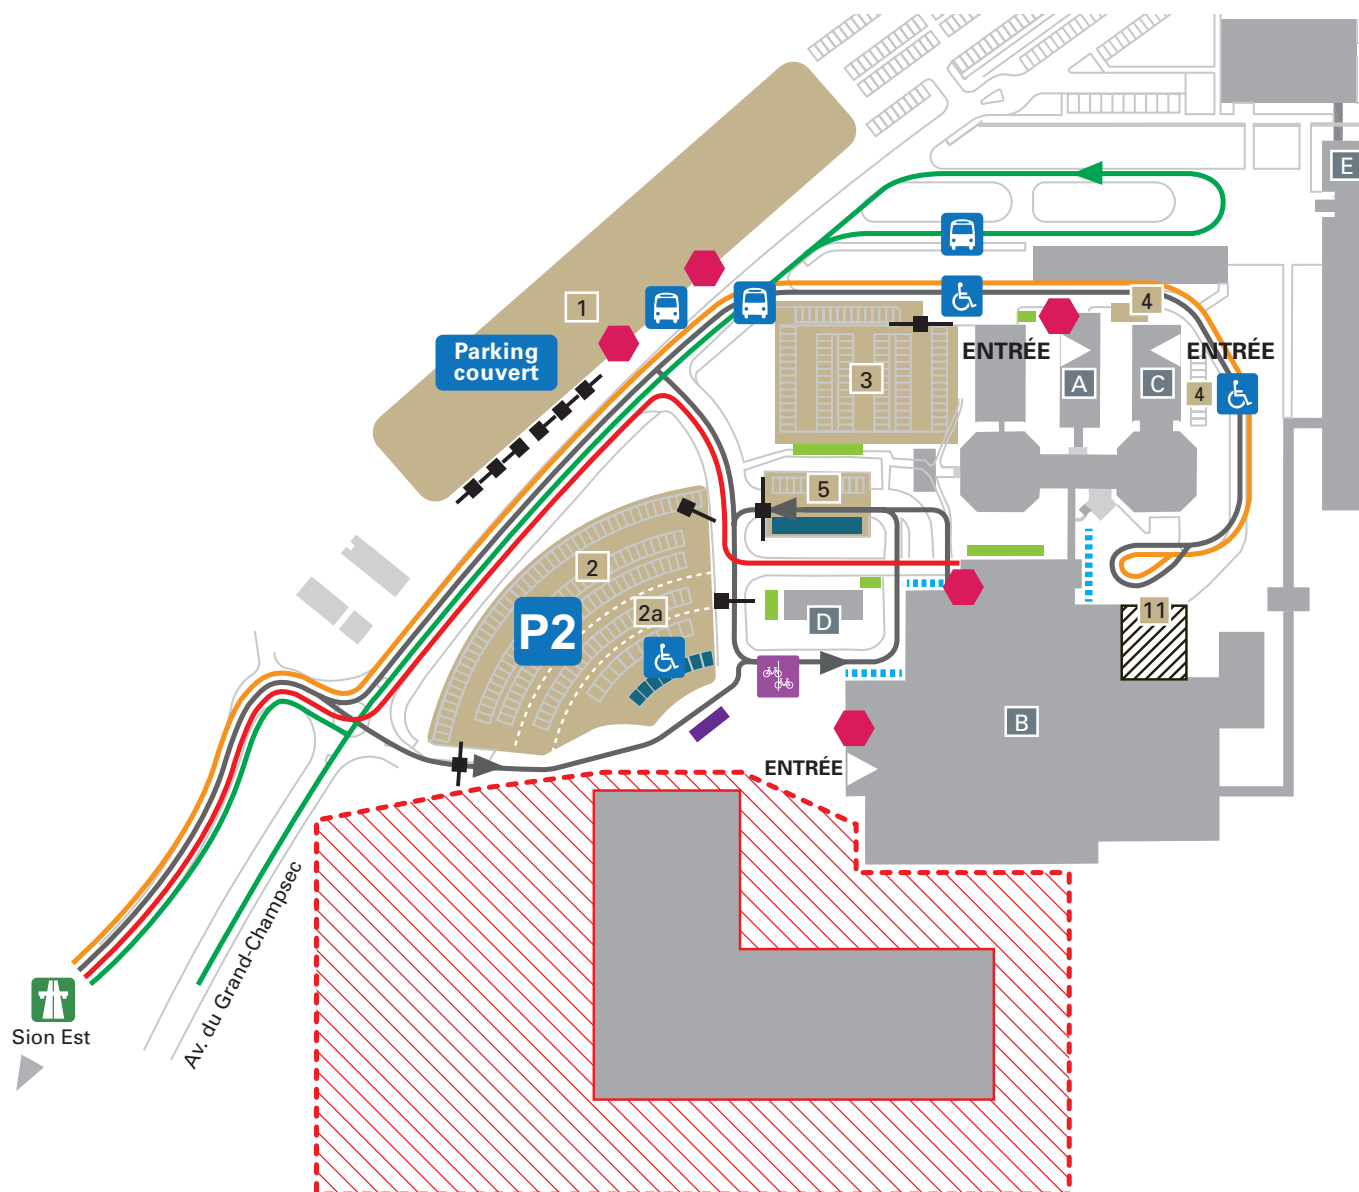 E
1
4
Parking
couvert
ENTRÉE
ENTRÉE
3
A
C
4
5
2
2a
P2
D
11
B
ENTRÉE
Av. du Grand-Champsec
Sion Est